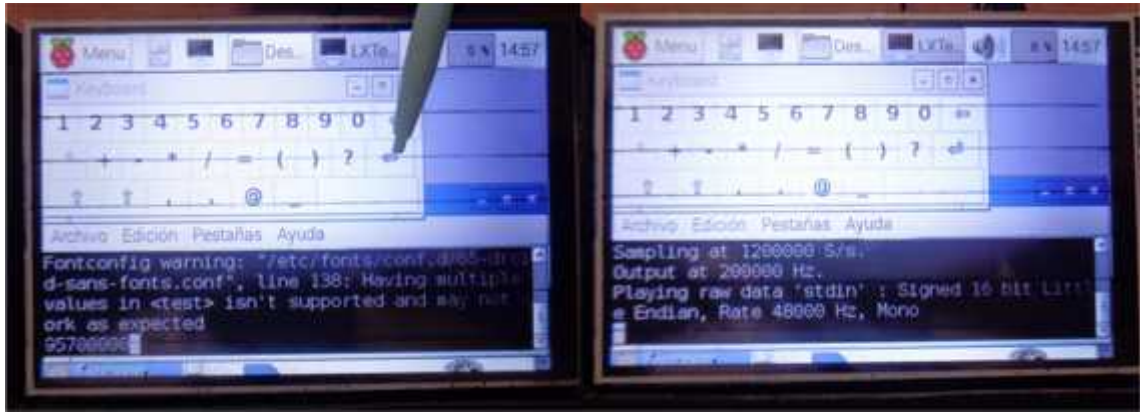 Menu Des... LXTe... 14:57
Keyboard
1 2 3 4 5 6 7 8 9 0
+ - * / = ( ) ?
, . @ _
Archivo Edición Pestañas Ayuda
Fontconfig warning: "/etc/fonts/conf.d/65-droi
d-sans-fonts.conf", line 138: Having multiple
values in <test> isn't supported and may not
ork as expected
95700000
Menu Des... LXTe... 14:57
Keyboard
1 2 3 4 5 6 7 8 9 0
+ - * / = ( ) ?
, . @ _
Archivo Edición Pestañas Ayuda
Sampling at 1200000 S/s.
Output at 200000 Hz.
Playing raw data 'stdin' : Signed 16 bit Littl
e Endian, Rate 48000 Hz, Mono